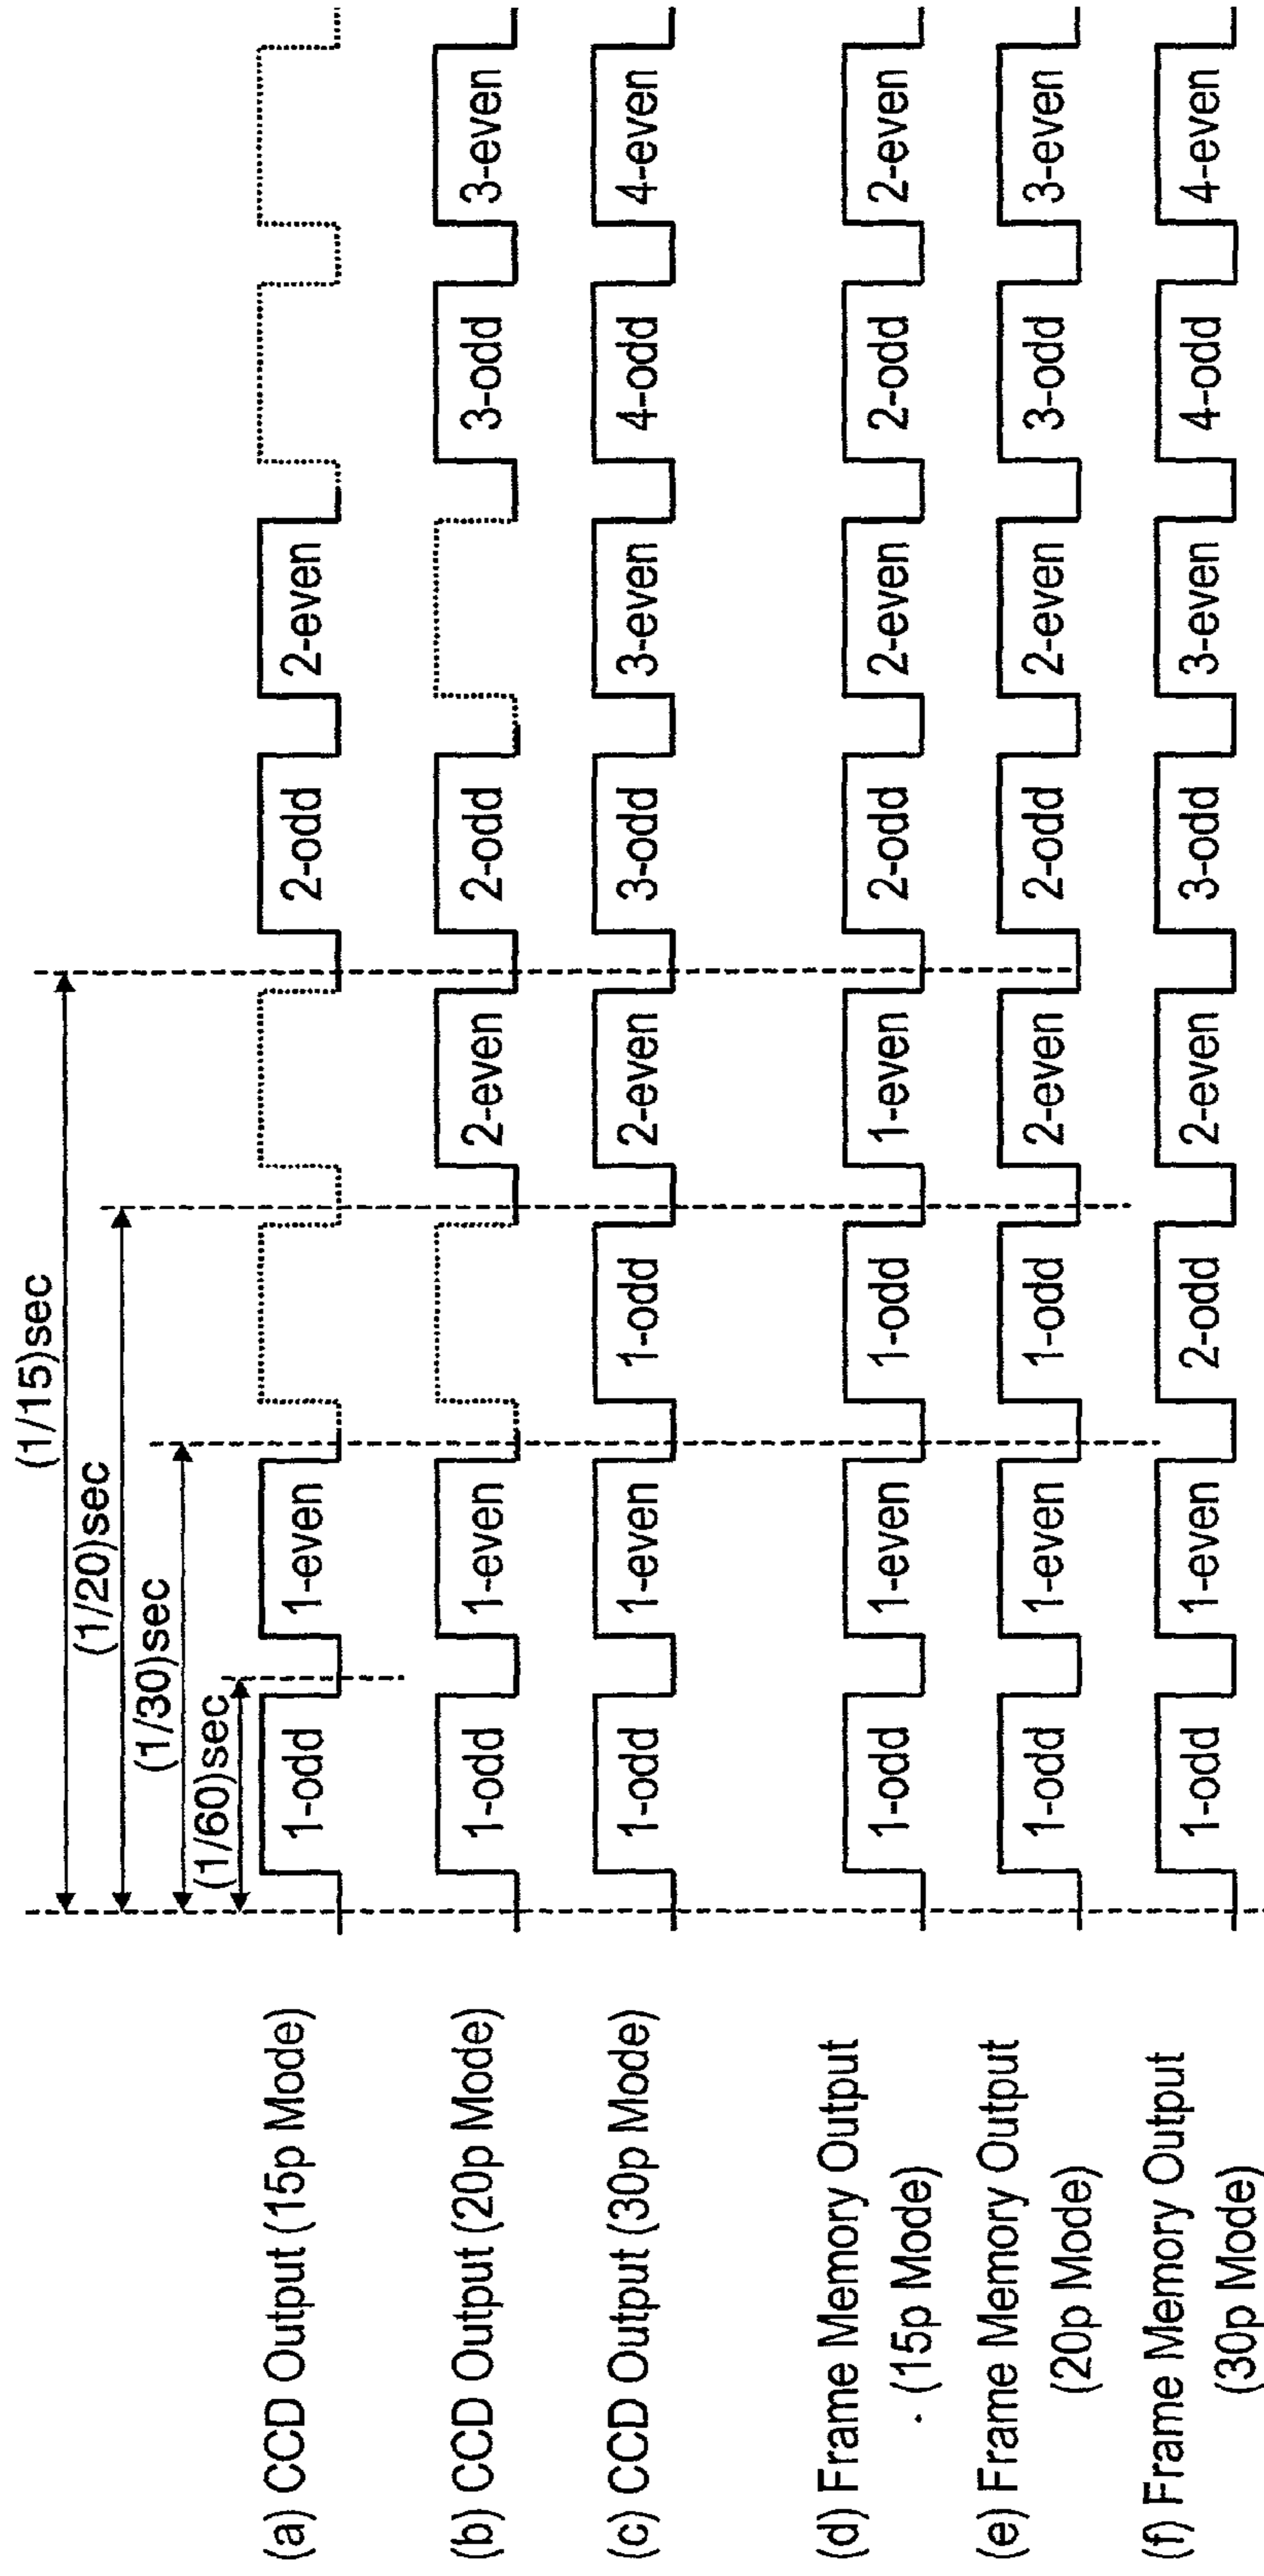 (1/15)sec
(1/20)sec
(1/30)sec
(1/60)sec
(a) CCD Output (15p Mode)
1-odd 1-even 2-odd 2-even
(b) CCD Output (20p Mode)
1-odd 1-even 2-even 2-odd 3-odd 3-even
(c) CCD Output (30p Mode)
1-odd 1-even 1-odd 2-even 3-odd 3-even 4-odd 4-even
(d) Frame Memory Output
(15p Mode)
1-odd 1-even 1-odd 1-even 2-odd 2-even 2-odd 2-even
(e) Frame Memory Output
(20p Mode)
1-odd 1-even 1-odd 2-even 2-odd 2-even 3-odd 3-even
(f) Frame Memory Output
(30p Mode)
1-odd 1-even 2-odd 2-even 3-odd 3-even 4-odd 4-even